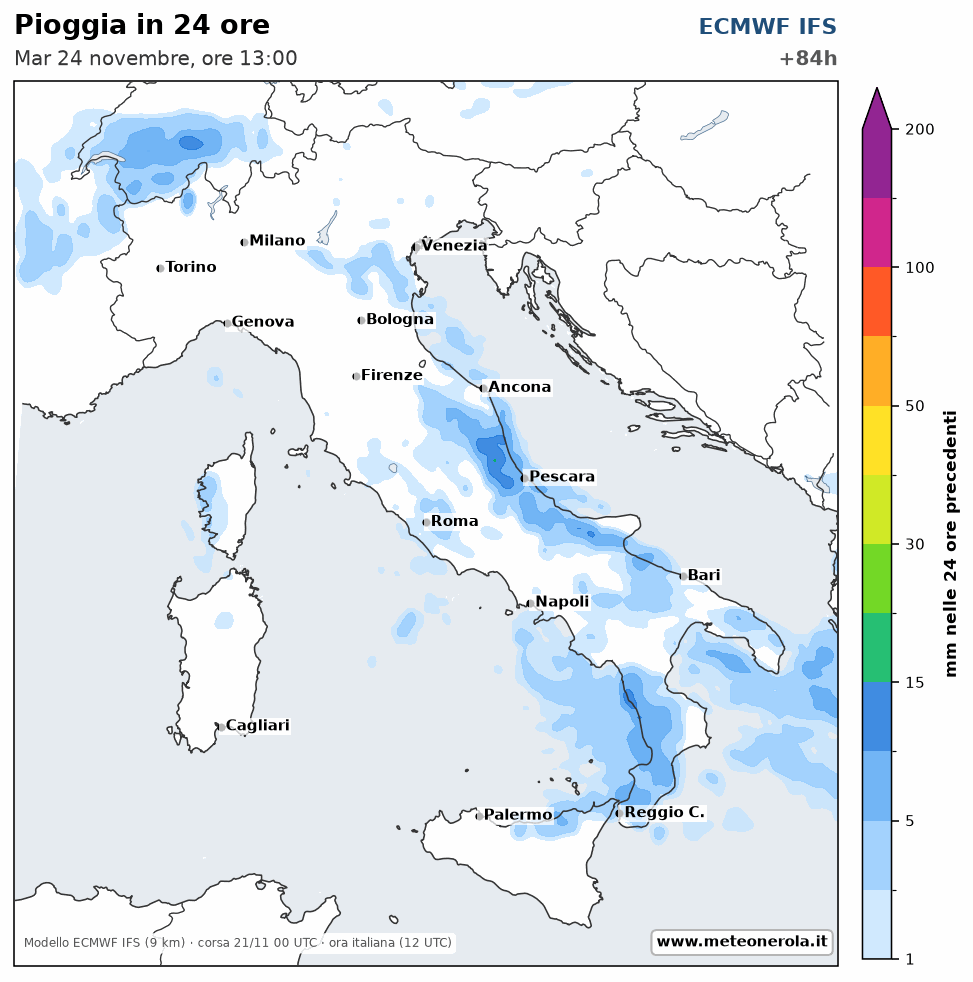 Pioggia in 24 ore
ECMWF IFS
Mar 24 novembre, ore 13:00
+84h
200
100
50
30
15
5
1
mm nelle 24 ore precedenti
Milano
Venezia
Torino
Genova
Bologna
Firenze
Ancona
Pescara
Roma
Bari
Napoli
Cagliari
Palermo
Reggio C.
Modello ECMWF IFS (9 km) · corsa 21/11 00 UTC · ora italiana (12 UTC)
www.meteonerola.it